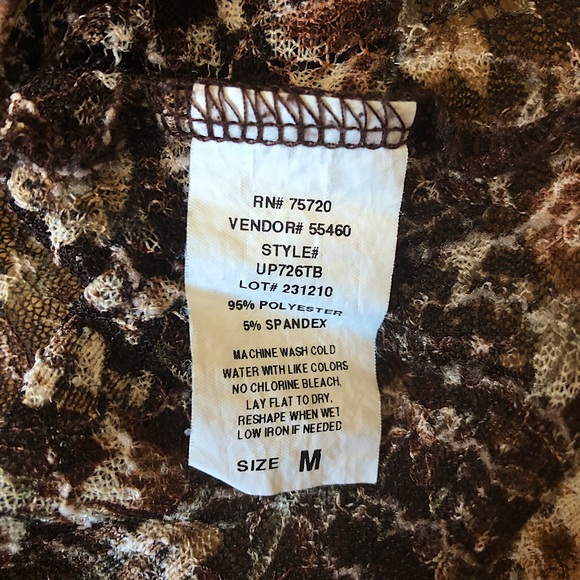 RN# 75720
VENDOR# 55460
STYLE#
UP726TB
LOT# 231210
95% POLYESTER
5% SPANDEX
MACHINE WASH COLD
WATER WITH LIKE COLORS
NO CHLORINE BLEACH.
LAY FLAT TO DRY.
RESHAPE WHEN WET
LOW IRON IF NEEDED
SIZE M